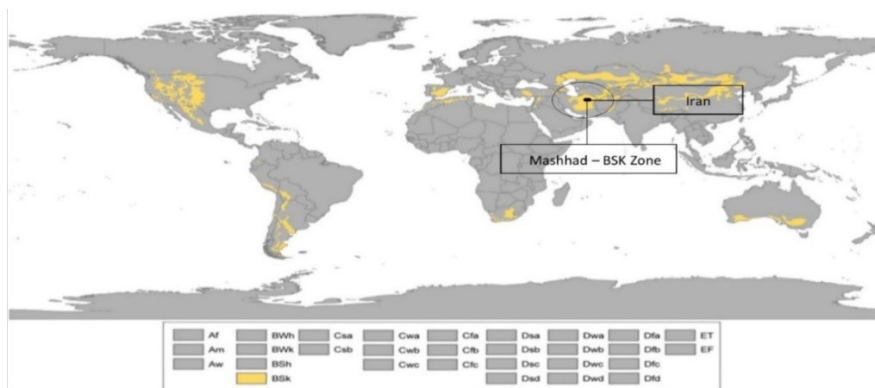 Iran
Mashhad – BSK Zone
Af BWh Csa Cwa Cfa Dsa Dwa Dfa ET
Am BWk Csb Cwb Cfb Dsb Dwb Dfb EF
Aw BSh Cwc Cfc Dsc Dwc Dfc
BSk Dsd Dwd Dfd